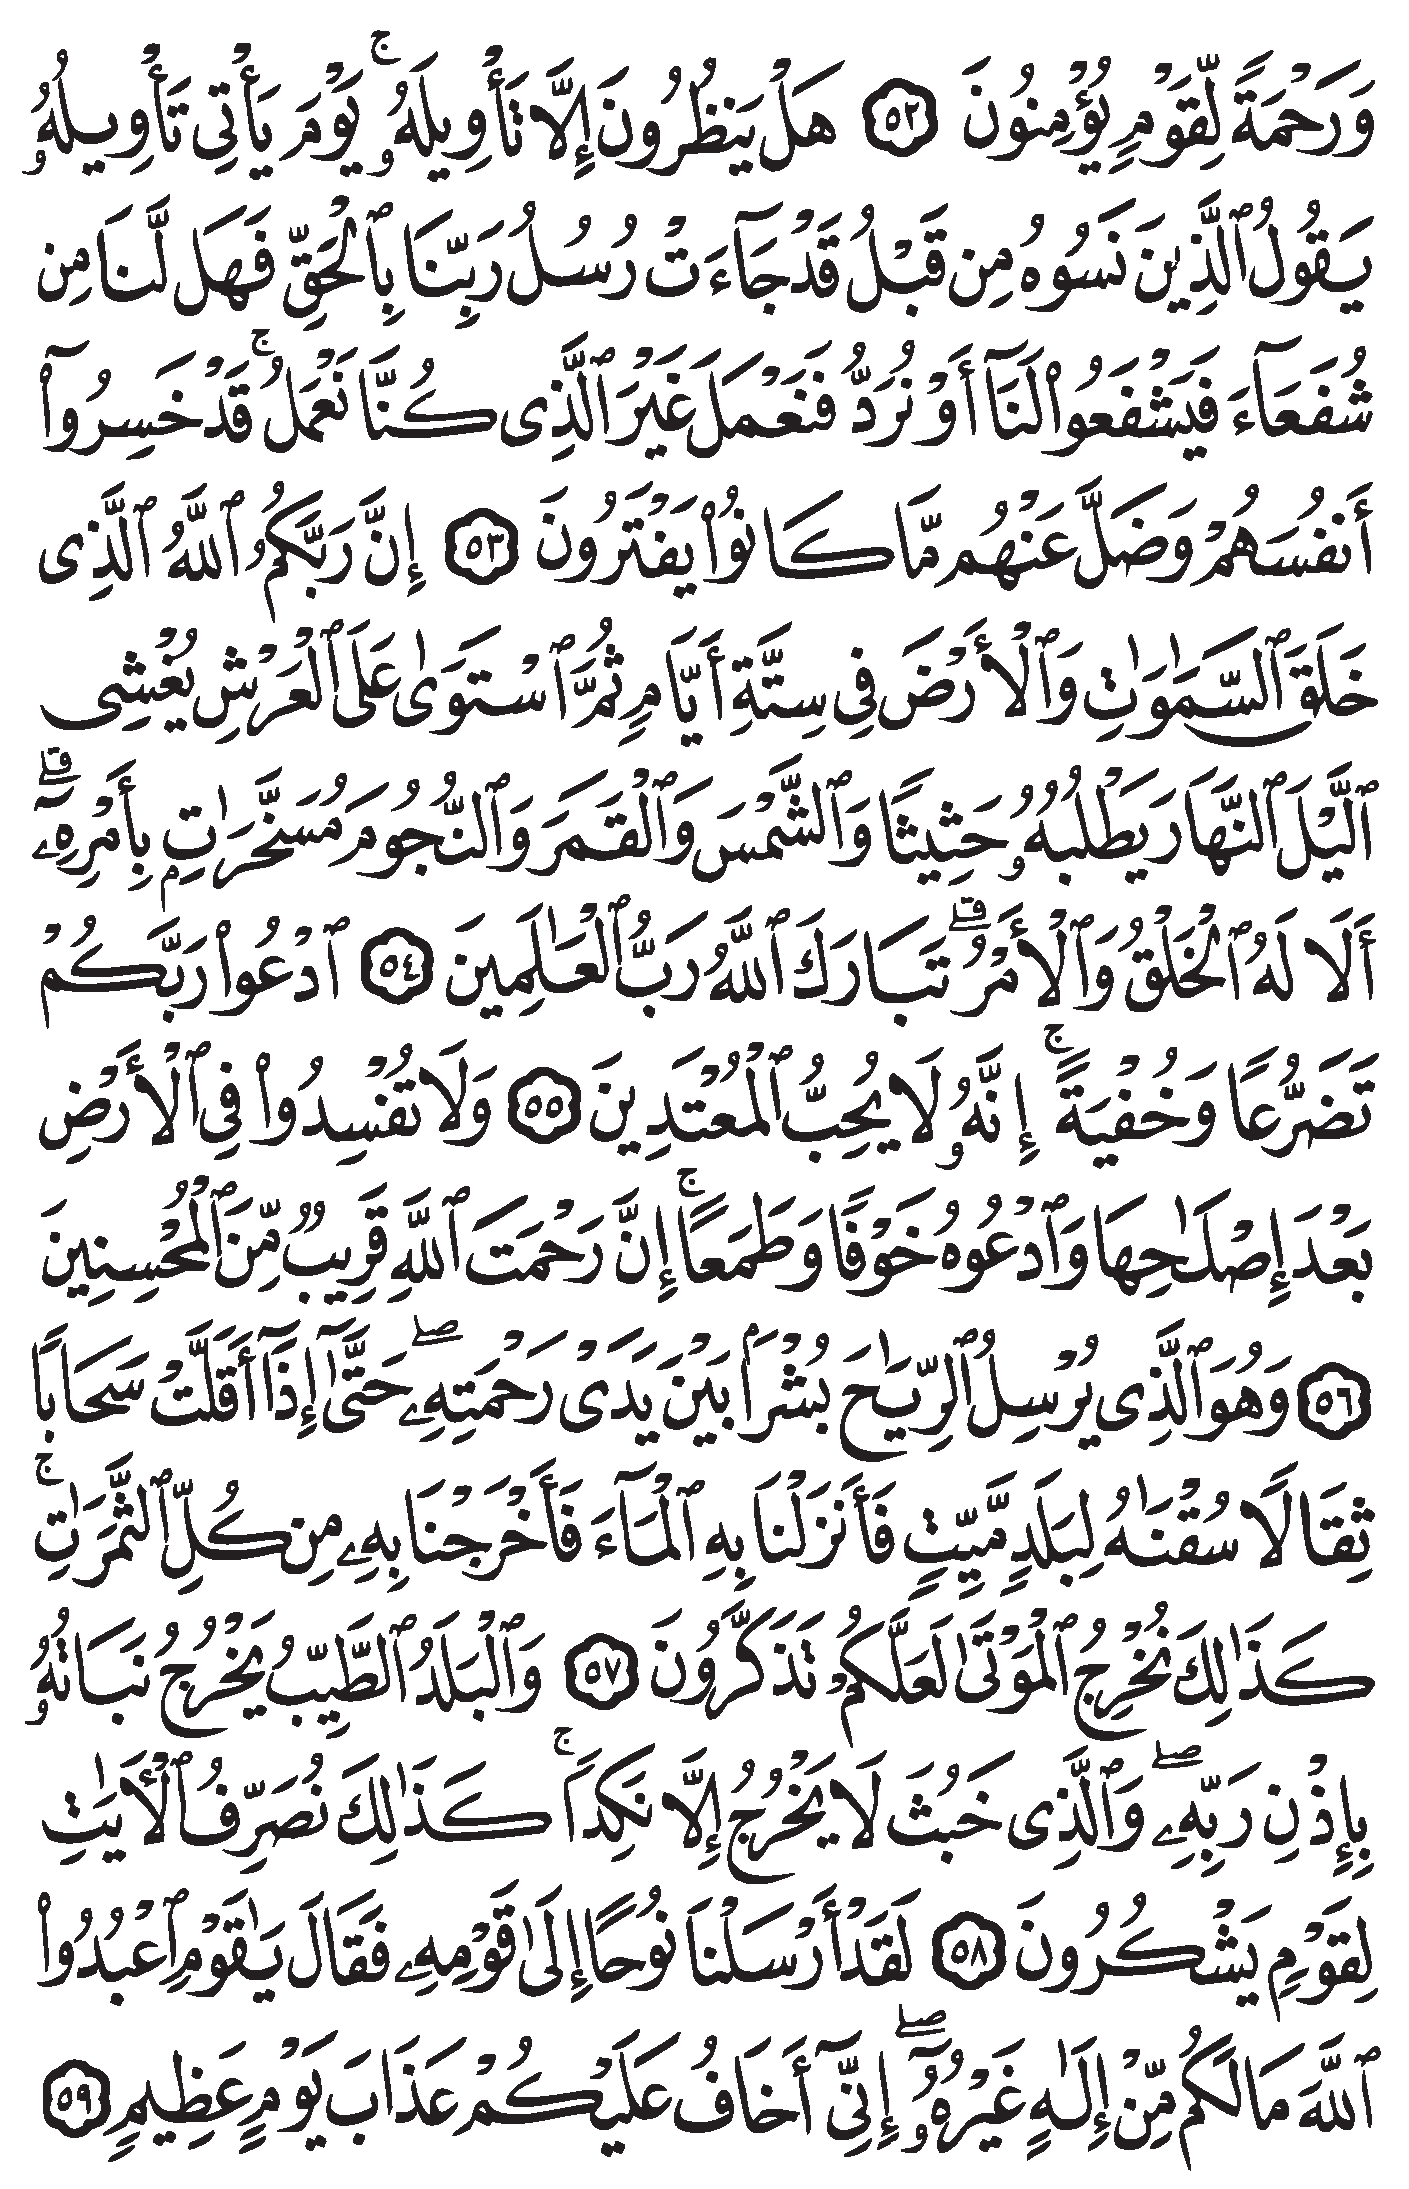 وَرَحْمَةً لِّقَوْمٍ يُؤْمِنُونَ ٥٢ هَلْ يَنظُرُونَ إِلَّا تَأْوِيلَهُۥ ۚ يَوْمَ يَأْتِى تَأْوِيلُهُۥ
يَقُولُ ٱلَّذِينَ نَسُوهُ مِن قَبْلُ قَدْ جَآءَتْ رُسُلُ رَبِّنَا بِٱلْحَقِّ فَهَل لَّنَا مِن
شُفَعَآءَ فَيَشْفَعُوا۟ لَنَآ أَوْ نُرَدُّ فَنَعْمَلَ غَيْرَ ٱلَّذِى كُنَّا نَعْمَلُ ۚ قَدْ خَسِرُوٓا۟
أَنفُسَهُمْ وَضَلَّ عَنْهُم مَّا كَانُوا۟ يَفْتَرُونَ ٥٣ إِنَّ رَبَّكُمُ ٱللَّهُ ٱلَّذِى
خَلَقَ ٱلسَّمَٰوَٰتِ وَٱلْأَرْضَ فِى سِتَّةِ أَيَّامٍ ثُمَّ ٱسْتَوَىٰ عَلَى ٱلْعَرْشِ يُغْشِى
ٱلَّيْلَ ٱلنَّهَارَ يَطْلُبُهُۥ حَثِيثًا وَٱلشَّمْسَ وَٱلْقَمَرَ وَٱلنُّجُومَ مُسَخَّرَٰتٍۭ بِأَمْرِهِۦٓ ۗ
أَلَا لَهُ ٱلْخَلْقُ وَٱلْأَمْرُ ۗ تَبَارَكَ ٱللَّهُ رَبُّ ٱلْعَٰلَمِينَ ٥٤ ٱدْعُوا۟ رَبَّكُمْ
تَضَرُّعًا وَخُفْيَةً ۚ إِنَّهُۥ لَا يُحِبُّ ٱلْمُعْتَدِينَ ٥٥ وَلَا تُفْسِدُوا۟ فِى ٱلْأَرْضِ
بَعْدَ إِصْلَٰحِهَا وَٱدْعُوهُ خَوْفًا وَطَمَعًا ۚ إِنَّ رَحْمَتَ ٱللَّهِ قَرِيبٌ مِّنَ ٱلْمُحْسِنِينَ
٥٦ وَهُوَ ٱلَّذِى يُرْسِلُ ٱلرِّيَٰحَ بُشْرًۢا بَيْنَ يَدَىْ رَحْمَتِهِۦ ۖ حَتَّىٰٓ إِذَآ أَقَلَّتْ سَحَابًا
ثِقَالًا سُقْنَٰهُ لِبَلَدٍ مَّيِّتٍ فَأَنزَلْنَا بِهِ ٱلْمَآءَ فَأَخْرَجْنَا بِهِۦ مِن كُلِّ ٱلثَّمَرَٰتِ ۚ
كَذَٰلِكَ نُخْرِجُ ٱلْمَوْتَىٰ لَعَلَّكُمْ تَذَكَّرُونَ ٥٧ وَٱلْبَلَدُ ٱلطَّيِّبُ يَخْرُجُ نَبَاتُهُۥ
بِإِذْنِ رَبِّهِۦ ۖ وَٱلَّذِى خَبُثَ لَا يَخْرُجُ إِلَّا نَكِدًا ۚ كَذَٰلِكَ نُصَرِّفُ ٱلْـَٔايَٰتِ
لِقَوْمٍ يَشْكُرُونَ ٥٨ لَقَدْ أَرْسَلْنَا نُوحًا إِلَىٰ قَوْمِهِۦ فَقَالَ يَٰقَوْمِ ٱعْبُدُوا۟
ٱللَّهَ مَا لَكُم مِّنْ إِلَٰهٍ غَيْرُهُۥٓ ۖ إِنِّىٓ أَخَافُ عَلَيْكُمْ عَذَابَ يَوْمٍ عَظِيمٍ ٥٩